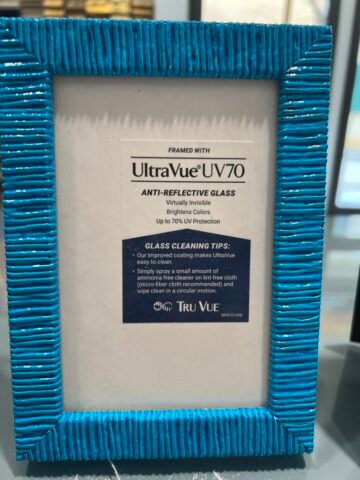 FRAMED WITH
UltraVue® UV70
ANTI-REFLECTIVE GLASS
Virtually Invisible
Brightens Colors
Up to 70% UV Protection
GLASS CLEANING TIPS:
• Our improved coating makes UltraVue
easy to clean.
• Simply spray a small amount of
ammonia-free cleaner on lint free cloth
(micro-fiber cloth recommended) and
wipe clean in a circular motion.
TRU VUE